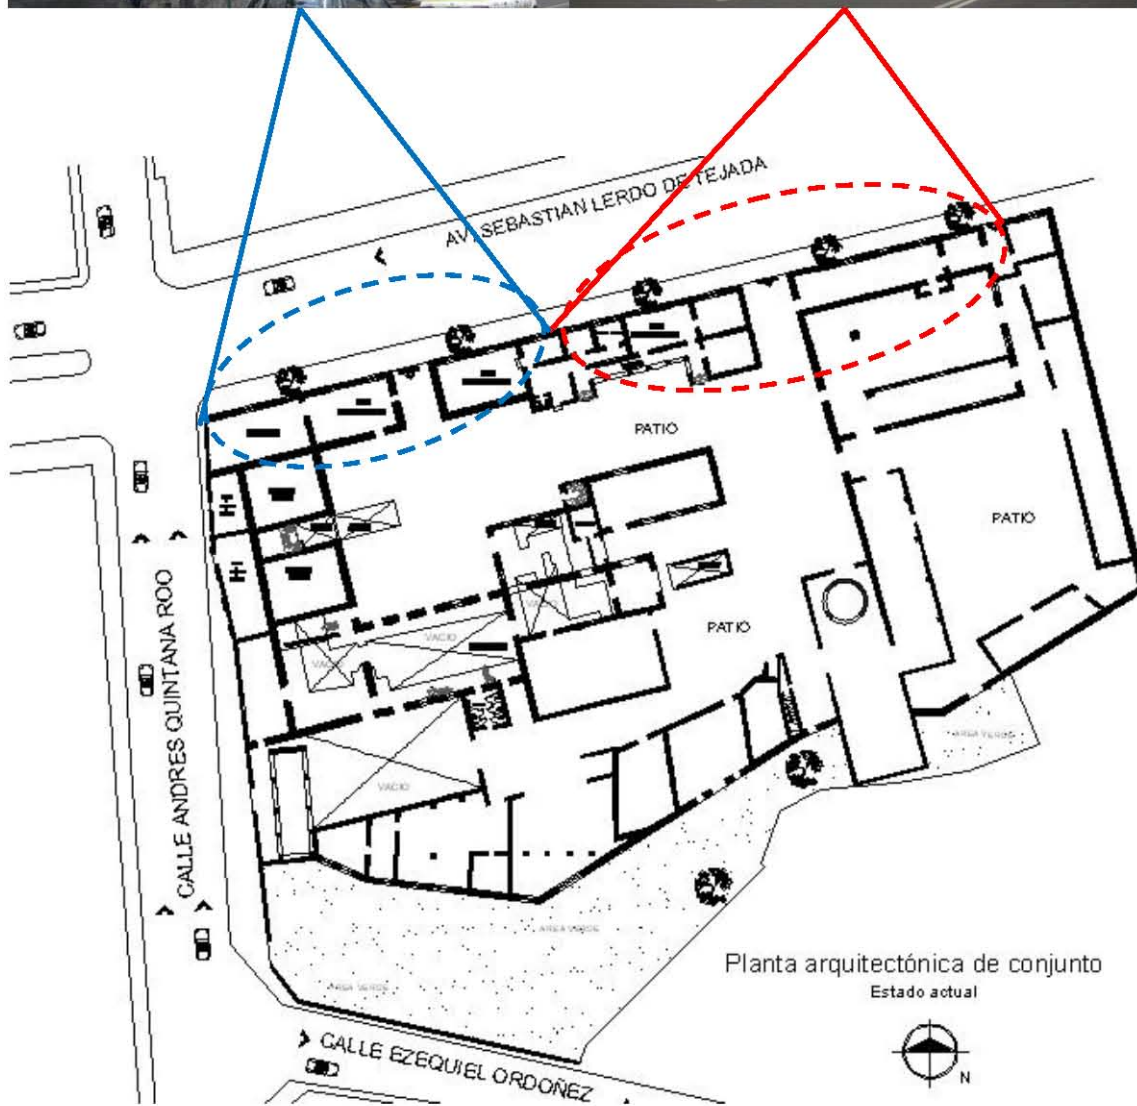 AV. SEBASTIAN LERDO DE TEJADA
PATIO
PATIO
VACIO
VACIO
PATIO
VACIO
CALLE ANDRES QUINTANA ROO
AREA VERDE
VACIO
AREA VERDE
AREA VERDE
Planta arquitectónica de conjunto
Estado actual
N
CALLE EZEQUIEL ORDOÑEZ